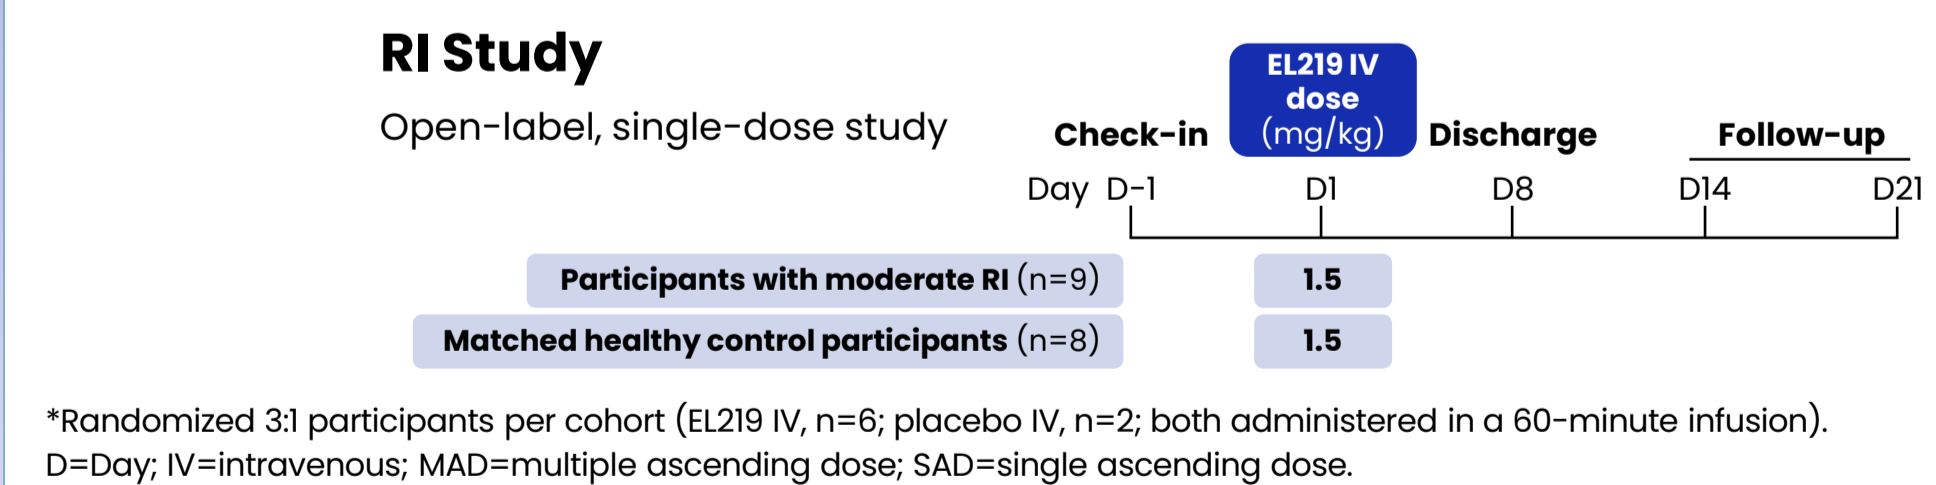 RI Study
Open-label, single-dose study
EL219 IV
dose
(mg/kg)
Check-in
Discharge
Follow-up
Day D-1 D1 D8 D14 D21
Participants with moderate RI (n=9) 1.5
Matched healthy control participants (n=8) 1.5
*Randomized 3:1 participants per cohort (EL219 IV, n=6; placebo IV, n=2; both administered in a 60-minute infusion).
D=Day; IV=intravenous; MAD=multiple ascending dose; SAD=single ascending dose.